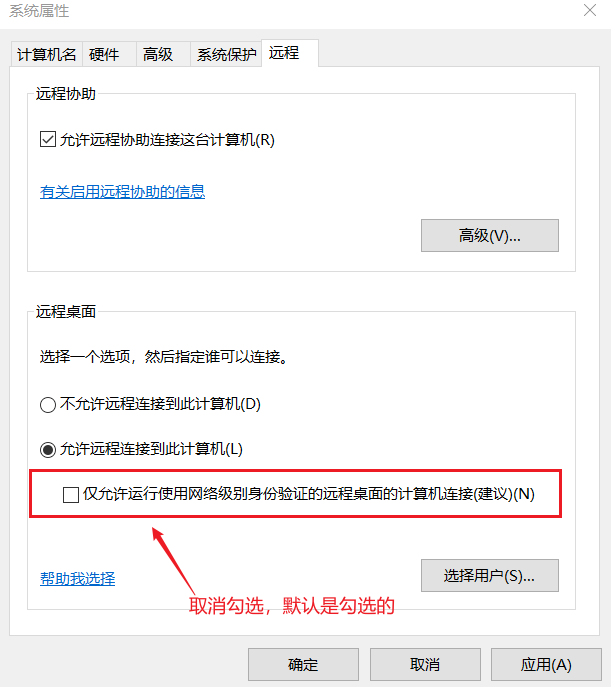 系统属性
计算机名 硬件 高级 系统保护 远程
远程协助
允许远程协助连接这台计算机(R)
有关启用远程协助的信息
高级(V)...
远程桌面
选择一个选项，然后指定谁可以连接。
不允许远程连接到此计算机(D)
允许远程连接到此计算机(L)
仅允许运行使用网络级别身份验证的远程桌面的计算机连接(建议)(N)
帮助我选择 选择用户(S)...
取消勾选，默认是勾选的
确定 取消 应用(A)